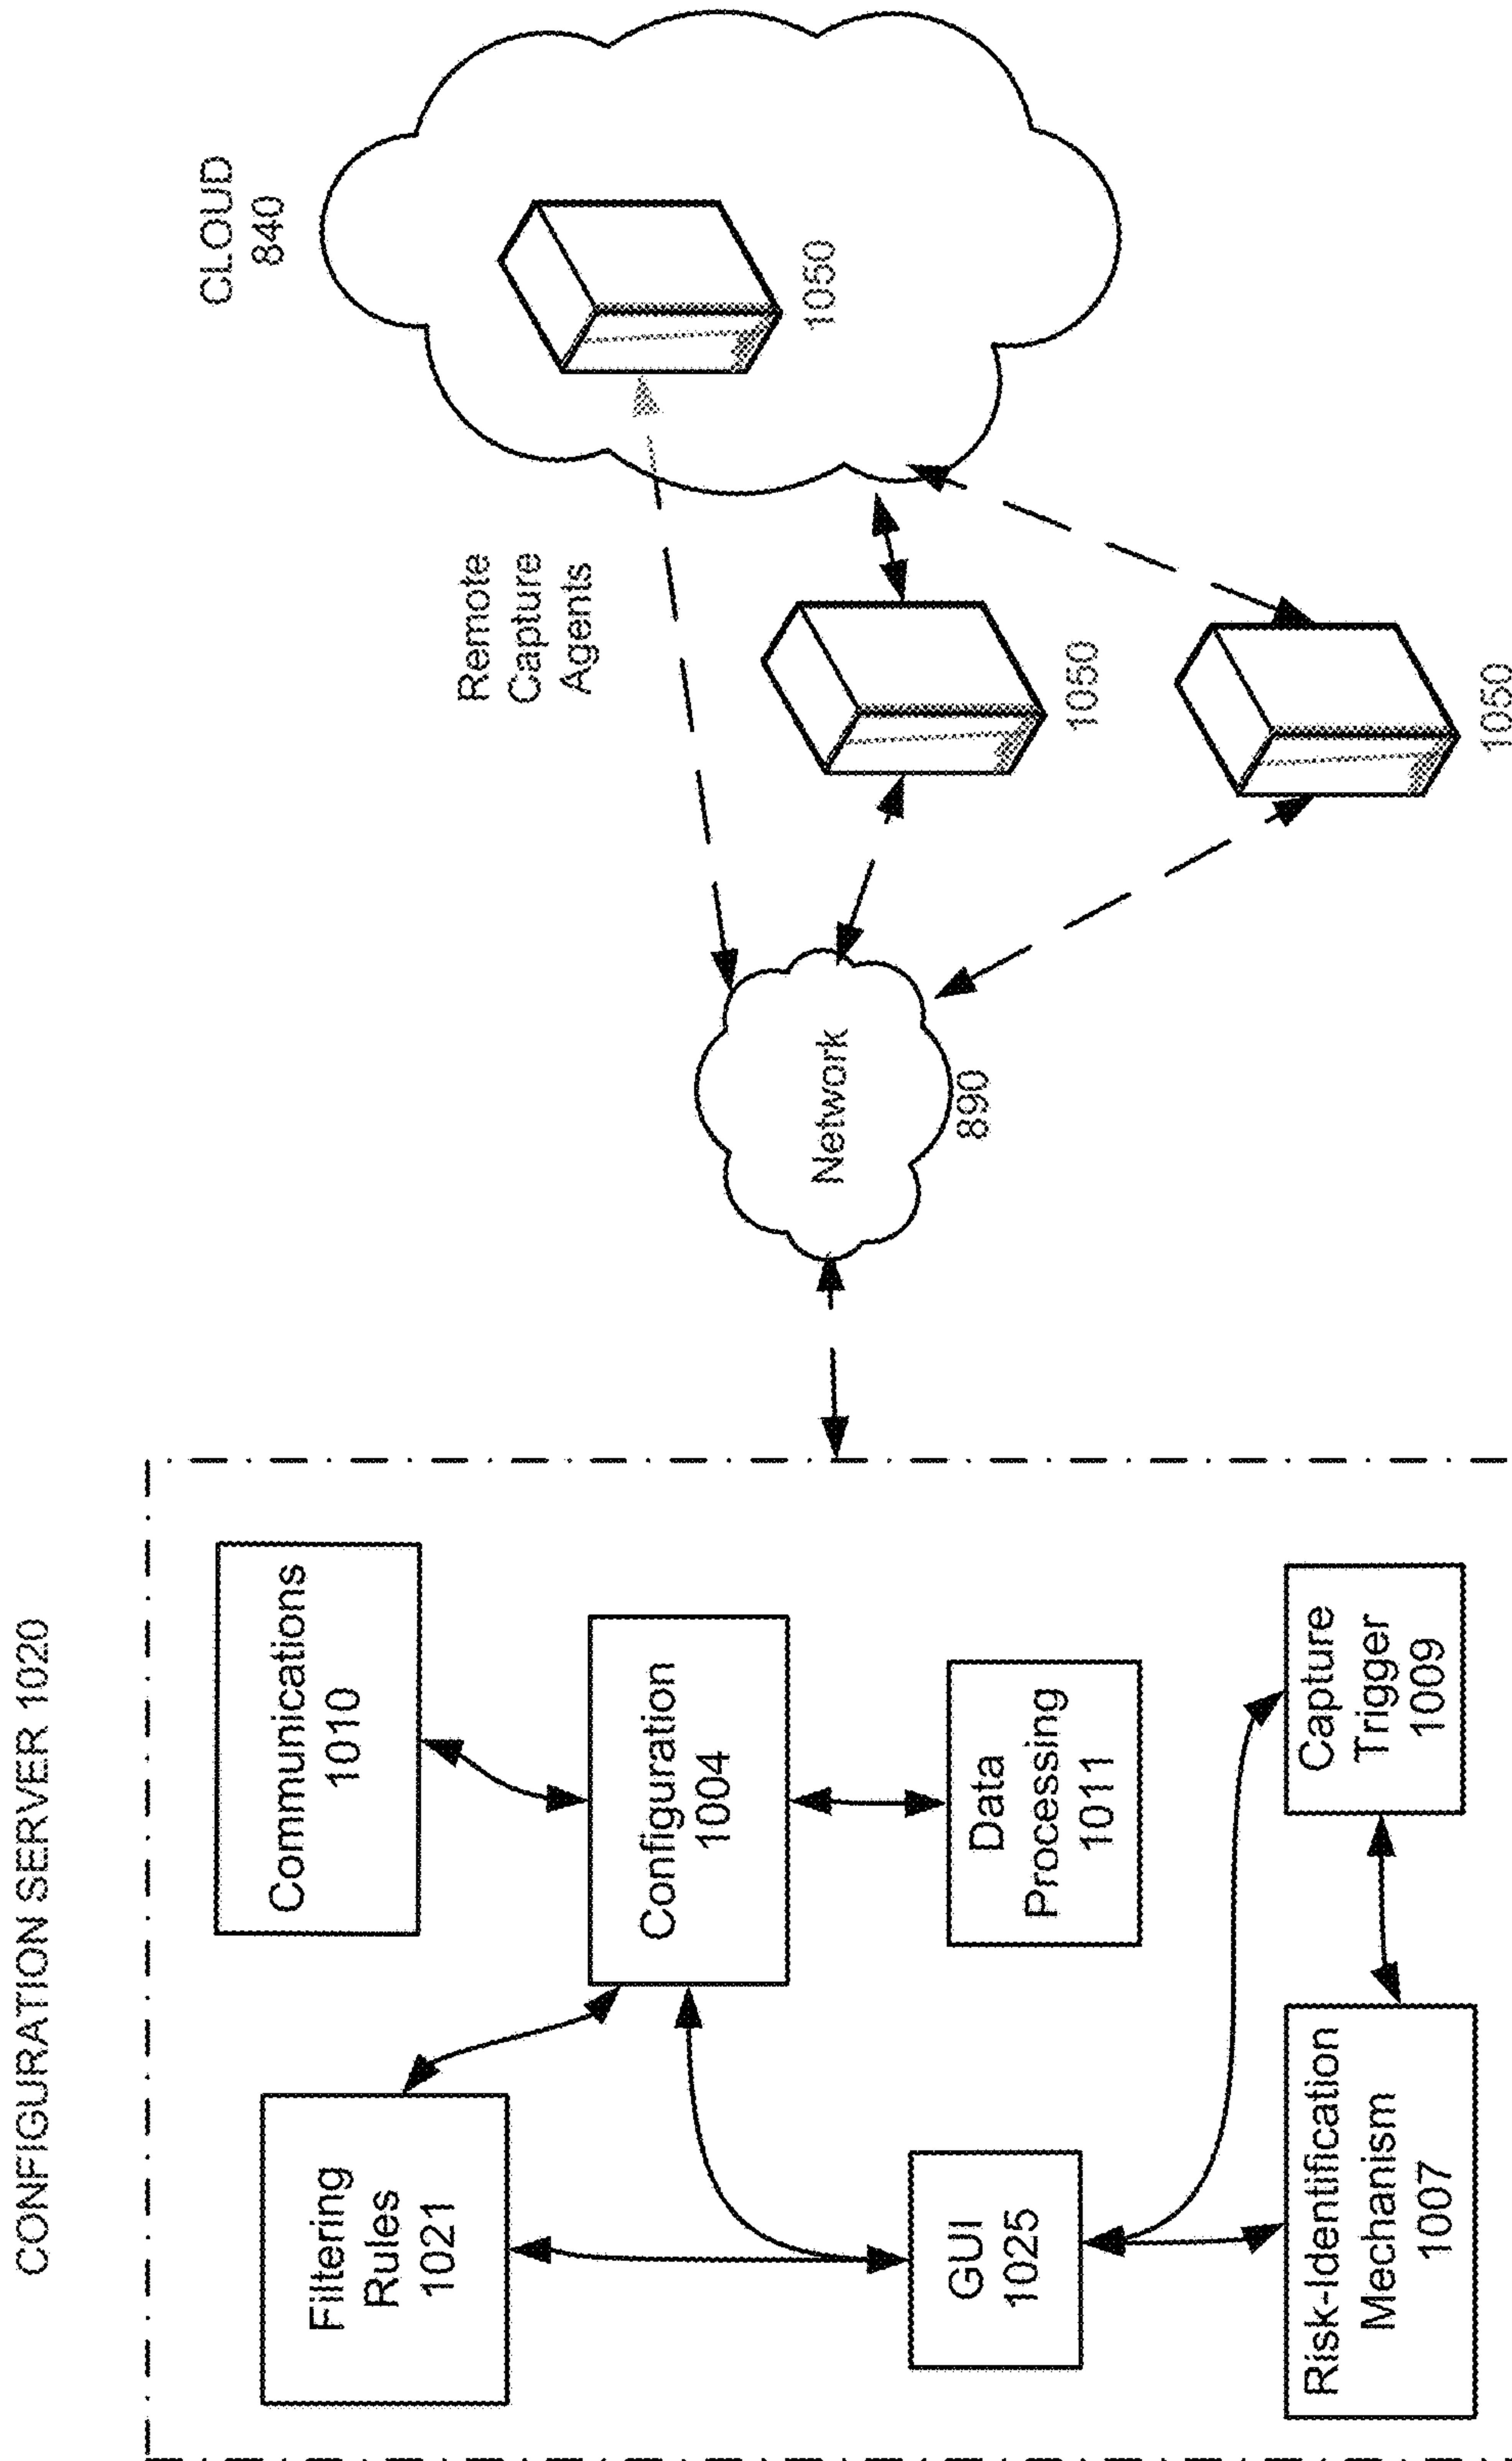 CONFIGURATION SERVER 1020
Filtering
Rules
1021
Communications
1010
Configuration
1004
GUI
1025
Data
Processing
1011
Risk-Identification
Mechanism
1007
Capture
Trigger
1009
Network
890
Remote
Capture
Agents
1050
1050
CLOUD
840
1050